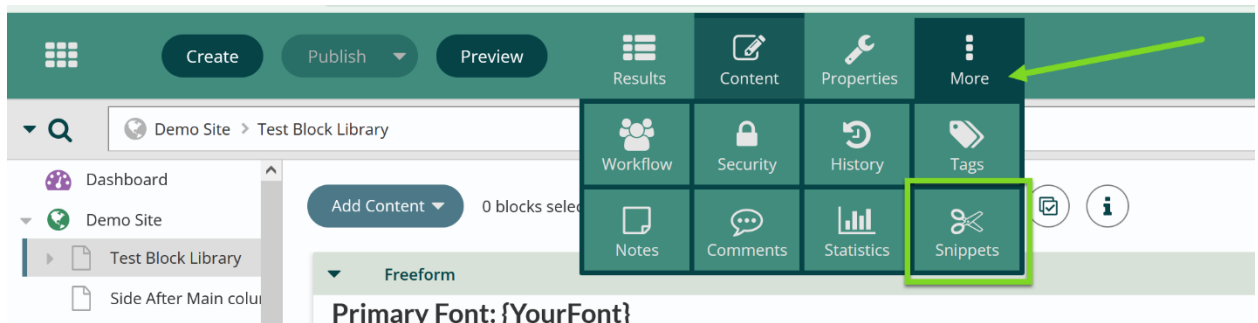 Create Publish Preview Results Content Properties More
Demo Site > Test Block Library
Workflow Security History Tags
Dashboard
Add Content 0 blocks selec
Demo Site
Notes Comments Statistics Snippets
Test Block Library
Freeform
Side After Main colu
Primary Font: {YourFont}